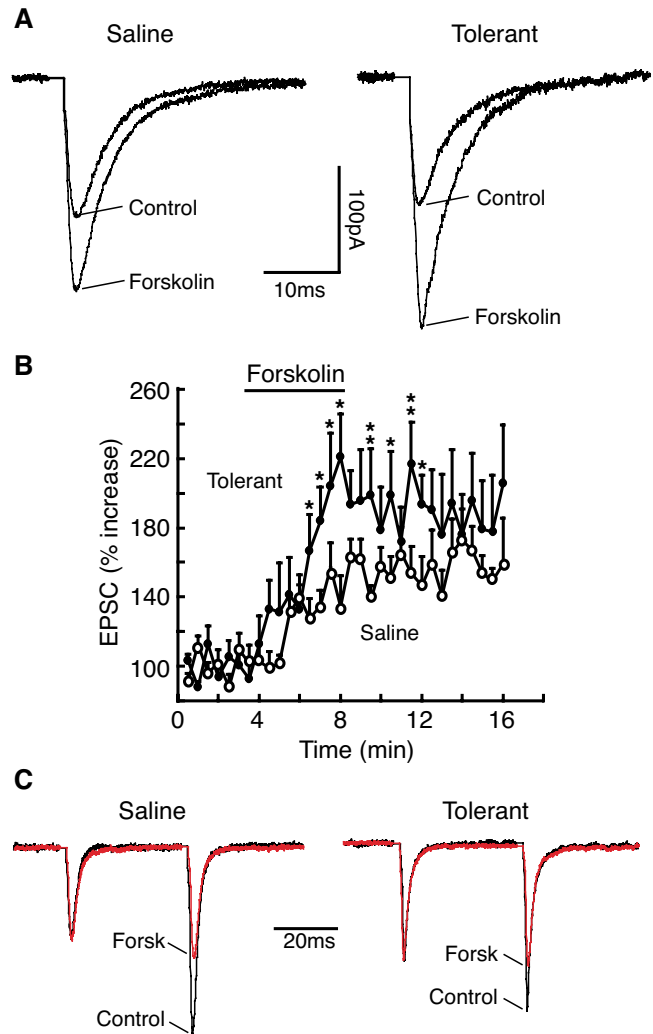 A
Saline
Tolerant
Control
Forskolin
100pA
10ms
Control
Forskolin
B
Forskolin
260
220
180
140
100
EPSC (% increase)
Tolerant
Saline
*
*
*
*
*
*
*
*
*
*
0
4
8
12
16
Time (min)
C
Saline
Tolerant
Forsk
Control
20ms
Forsk
Control